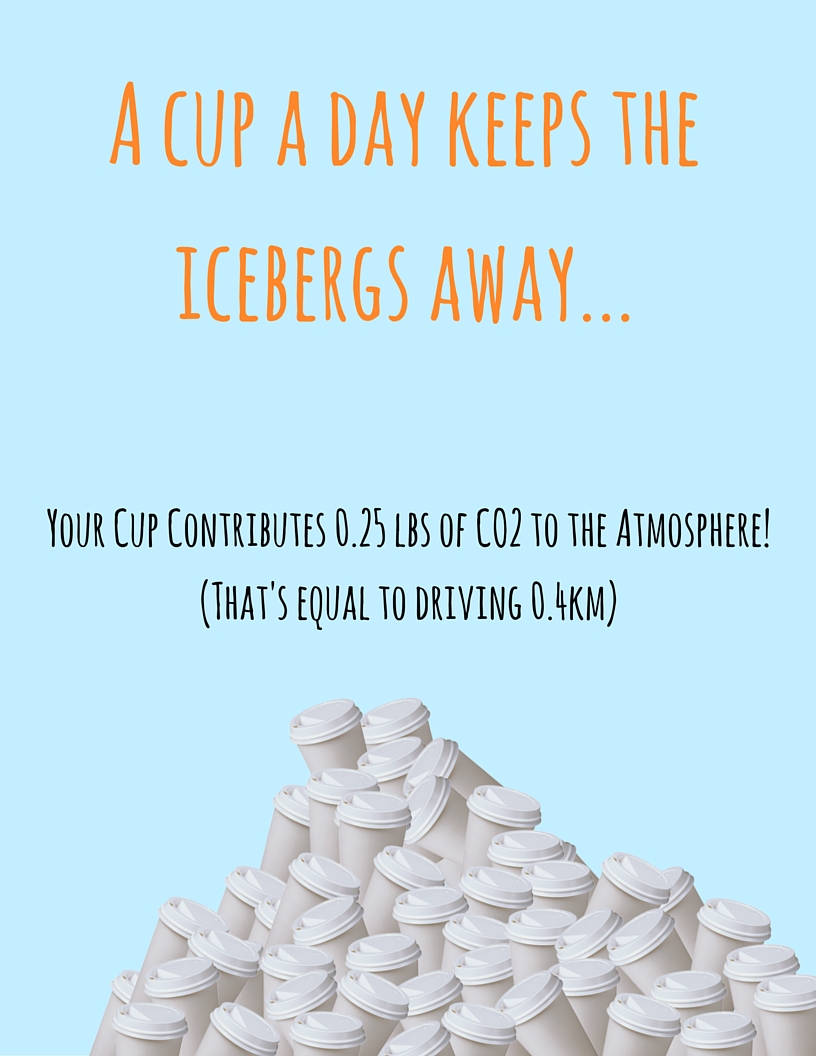 A cup a day keeps the
icebergs away...
Your Cup Contributes 0.25 lbs of CO2 to the Atmosphere!
(That's equal to driving 0.4km)